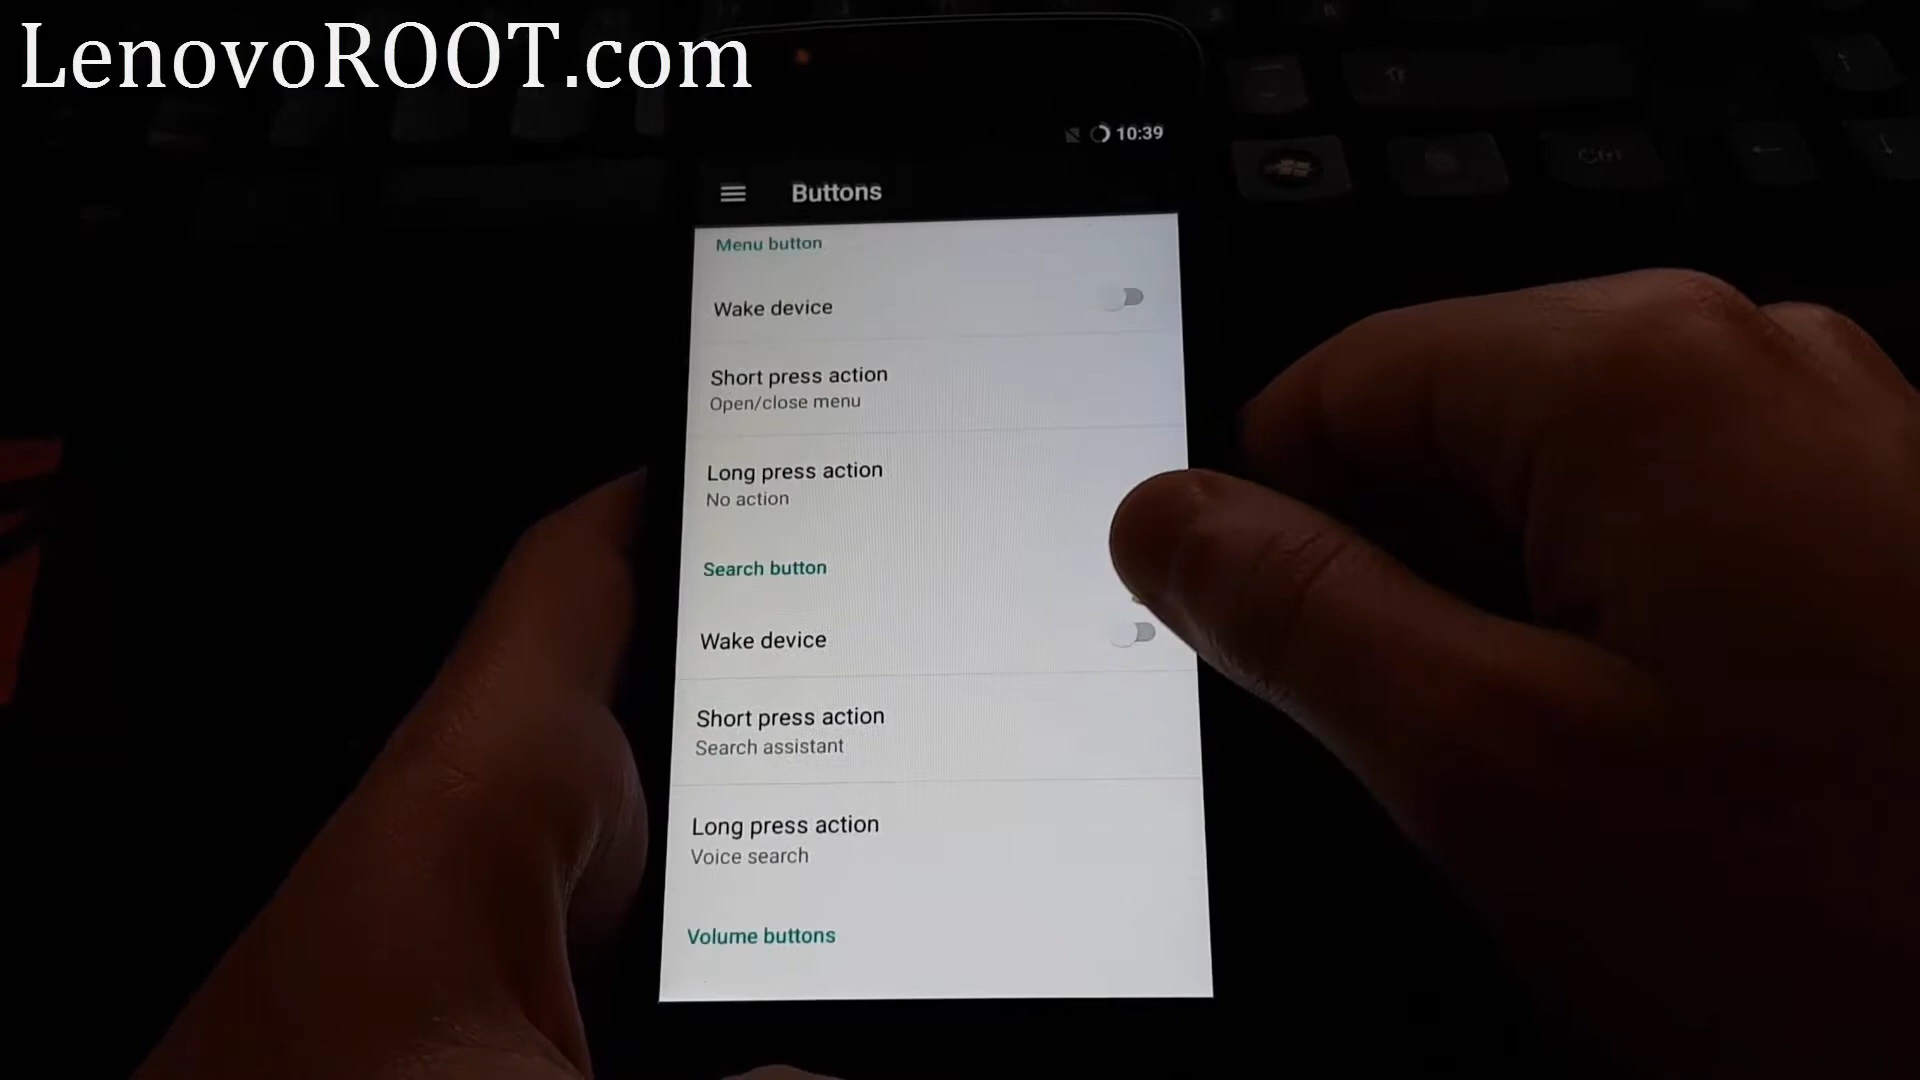 LenovoROOT.com
10:39
Buttons
Menu button
Wake device
Short press action
Open/close menu
Long press action
No action
Search button
Wake device
Short press action
Search assistant
Long press action
Voice search
Volume buttons
Ctrl